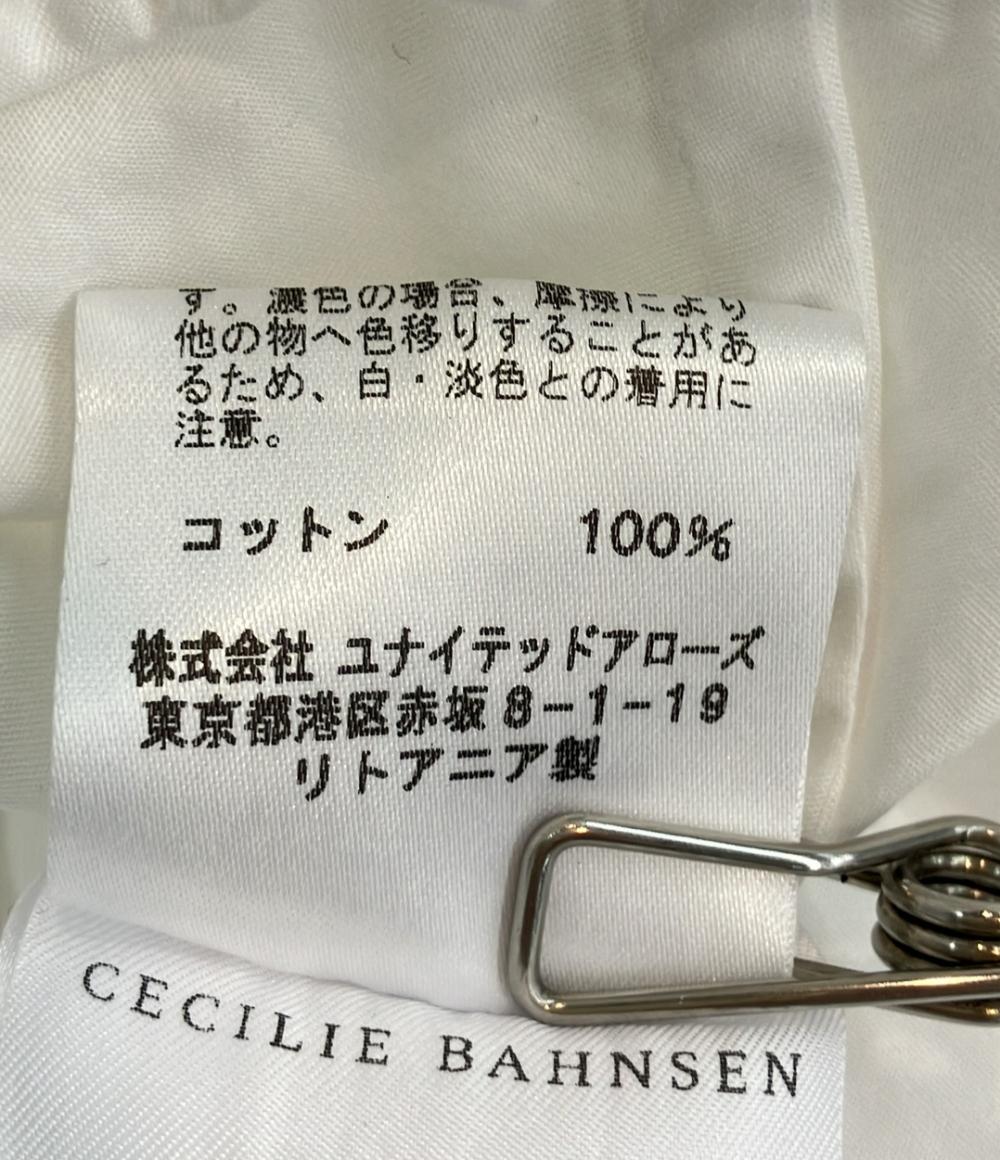 す。濃色の場合、摩擦により
他の物へ色移りすることがあ
るため、白・淡色との着用に
注意。
コットン 100%
株式会社 ユナイテッドアローズ
東京都港区赤坂 8-1-19
リトアニア製
CECILIE BAHNSEN